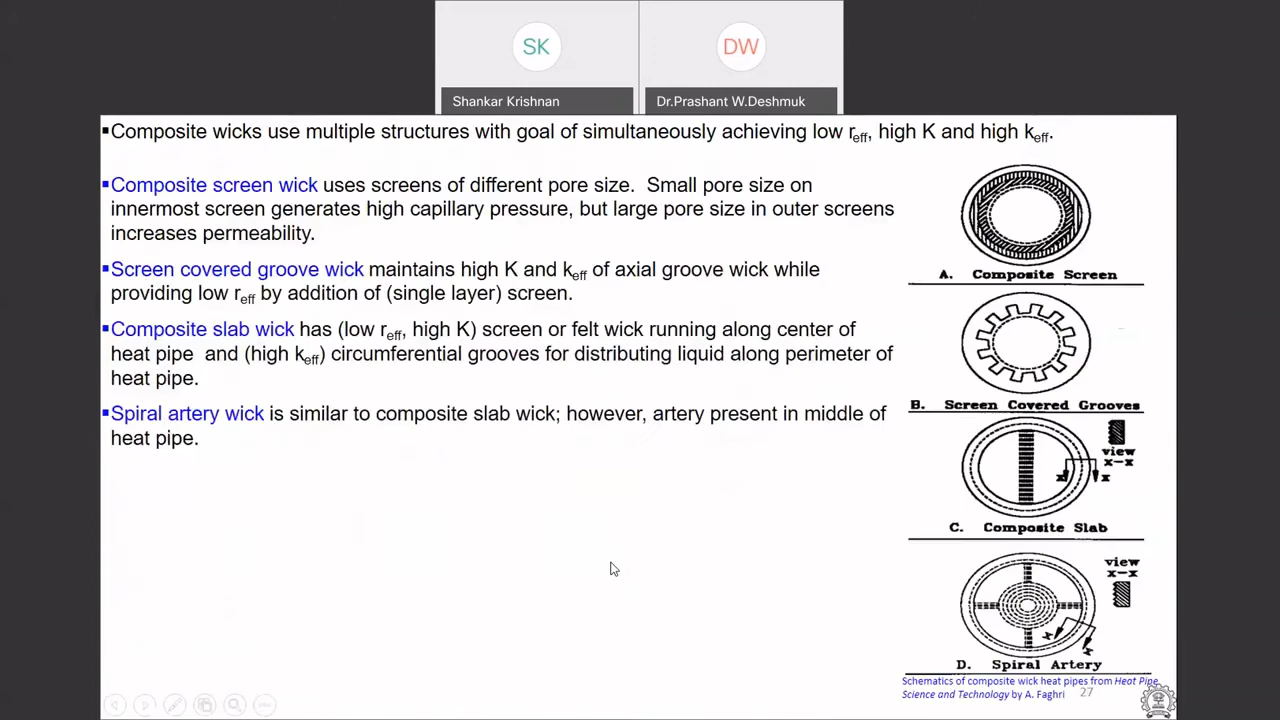 SK
DW
Shankar Krishnan
Dr.Prashant W.Deshmuk
▪Composite wicks use multiple structures with goal of simultaneously achieving low reff, high K and high keff.
▪Composite screen wick uses screens of different pore size. Small pore size on
innermost screen generates high capillary pressure, but large pore size in outer screens
increases permeability.
▪Screen covered groove wick maintains high K and keff of axial groove wick while
providing low reff by addition of (single layer) screen.
▪Composite slab wick has (low reff, high K) screen or felt wick running along center of
heat pipe and (high keff) circumferential grooves for distributing liquid along perimeter of
heat pipe.
▪Spiral artery wick is similar to composite slab wick; however, artery present in middle of
heat pipe.
A. Composite Screen
B. Screen Covered Grooves
view
x-x
x
x
C. Composite Slab
view
x-x
x
x
D. Spiral Artery
Schematics of composite wick heat pipes from Heat Pipe
Science and Technology by A. Faghri
27